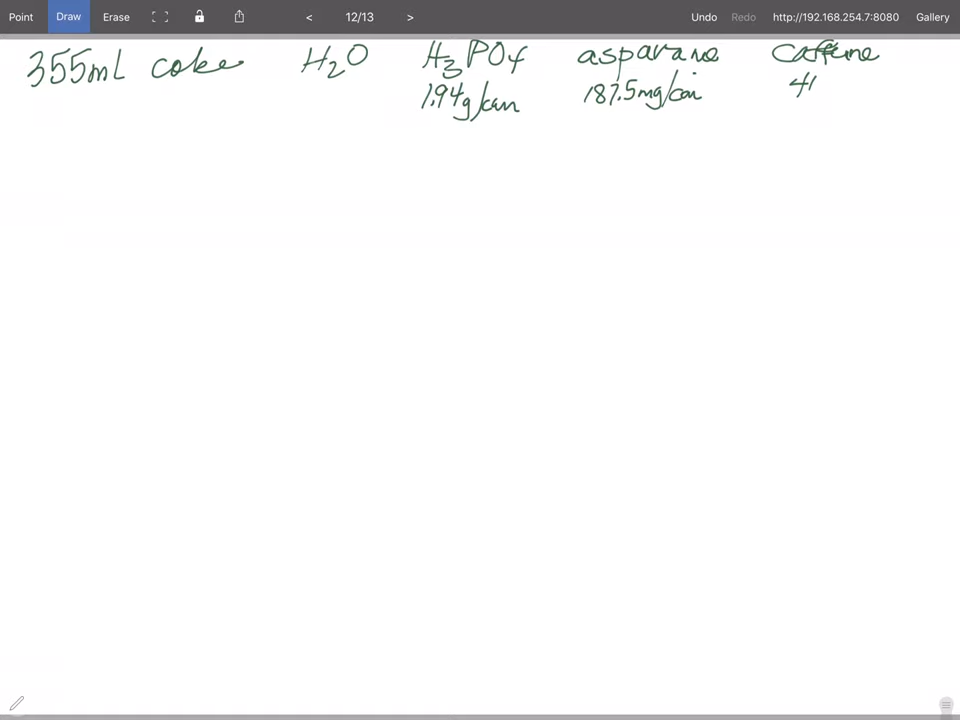 Point Draw Erase < 12/13 > Undo Redo http://192.168.254.7:8080 Gallery
355mL coke H2O H3PO4 asparane Caffeine
1.94g/can 187.5mg/can 41